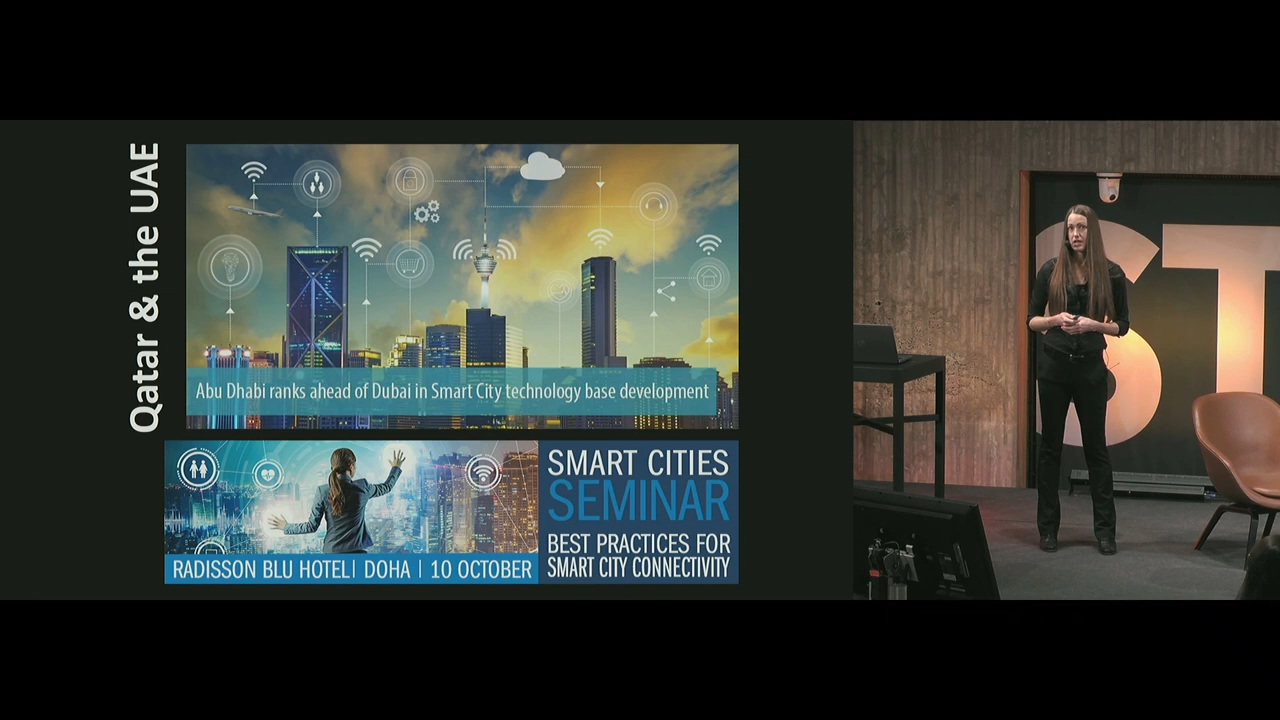 Qatar & the UAE
Abu Dhabi ranks ahead of Dubai in Smart City technology base development
SMART CITIES
SEMINAR
BEST PRACTICES FOR
SMART CITY CONNECTIVITY
RADISSON BLU HOTEL| DOHA | 10 OCTOBER
ST